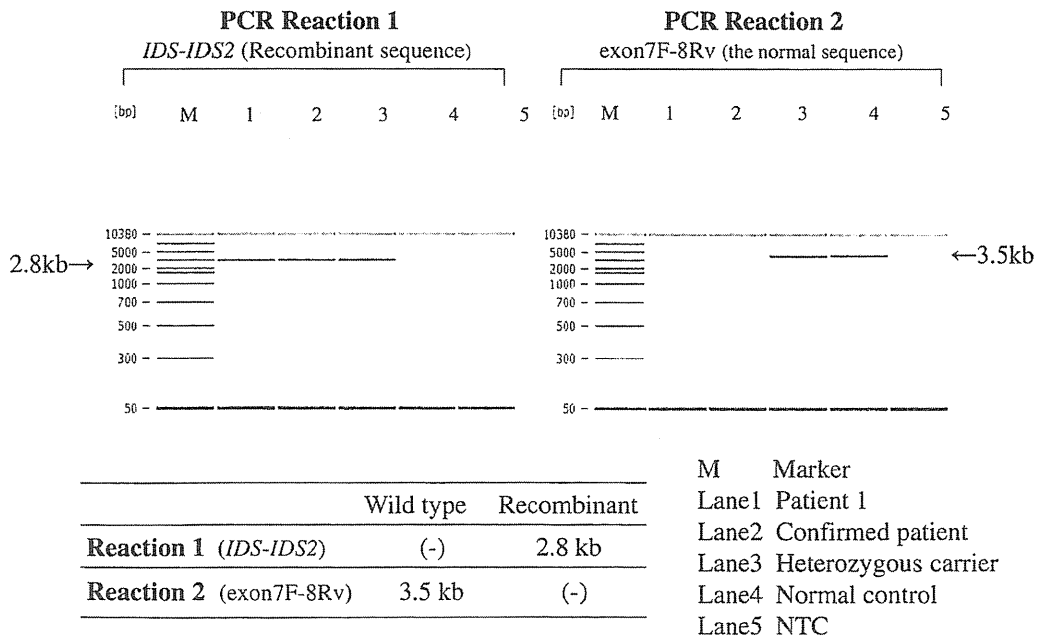 PCR Reaction 1
IDS-IDS2 (Recombinant sequence)
[bp] M 1 2 3 4 5
10380
5000
2000
1000
700
500
300
50
2.8kb→
PCR Reaction 2
exon7F-8Rv (the normal sequence)
[bp] M 1 2 3 4 5
10380
5000
2000
1000
700
500
300
50
←3.5kb
Wild type Recombinant
Reaction 1 (IDS-IDS2) (-) 2.8 kb
Reaction 2 (exon7F-8Rv) 3.5 kb (-)
M Marker
Lane1 Patient 1
Lane2 Confirmed patient
Lane3 Heterozygous carrier
Lane4 Normal control
Lane5 NTC